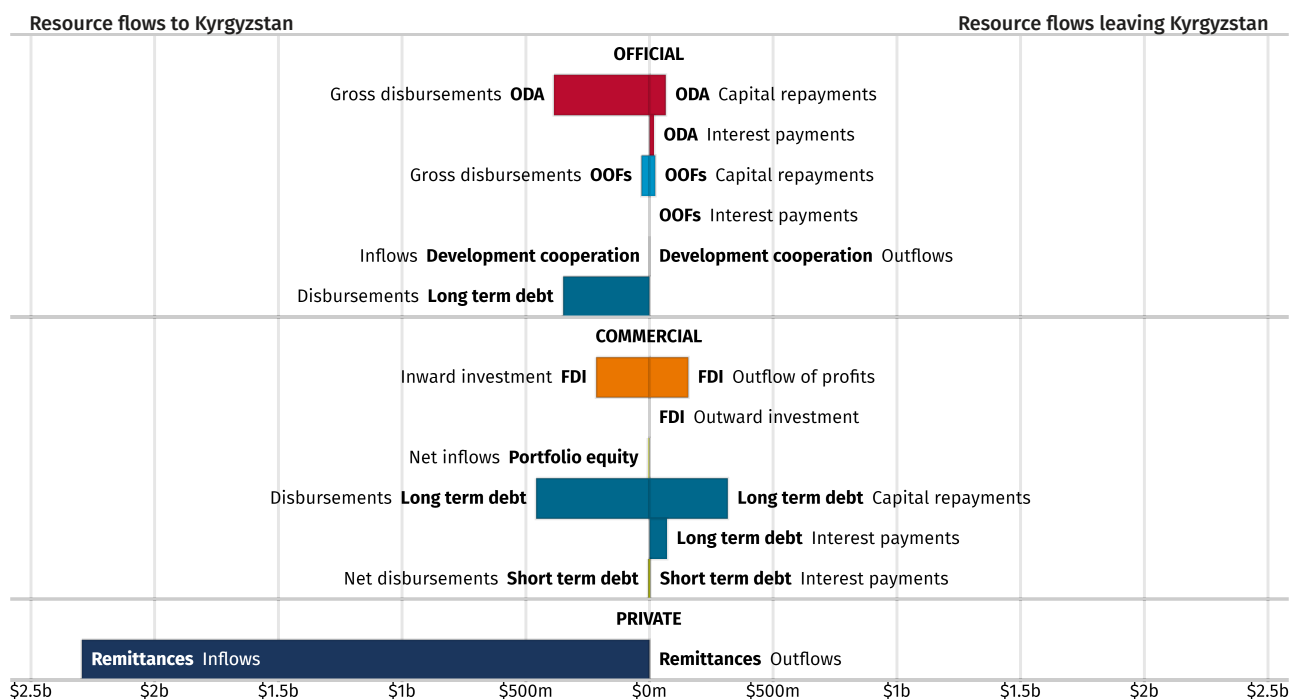 Resource flows to Kyrgyzstan Resource flows leaving Kyrgyzstan
OFFICIAL
Gross disbursements ODA ODA Capital repayments
ODA Interest payments
Gross disbursements OOFs OOFs Capital repayments
OOFs Interest payments
Inflows Development cooperation Development cooperation Outflows
Disbursements Long term debt
COMMERCIAL
Inward investment FDI FDI Outflow of profits
FDI Outward investment
Net inflows Portfolio equity
Disbursements Long term debt Long term debt Capital repayments
Long term debt Interest payments
Net disbursements Short term debt Short term debt Interest payments
PRIVATE
Remittances Inflows Remittances Outflows
$2.5b $2b $1.5b $1b $500m $0m $500m $1b $1.5b $2b $2.5b